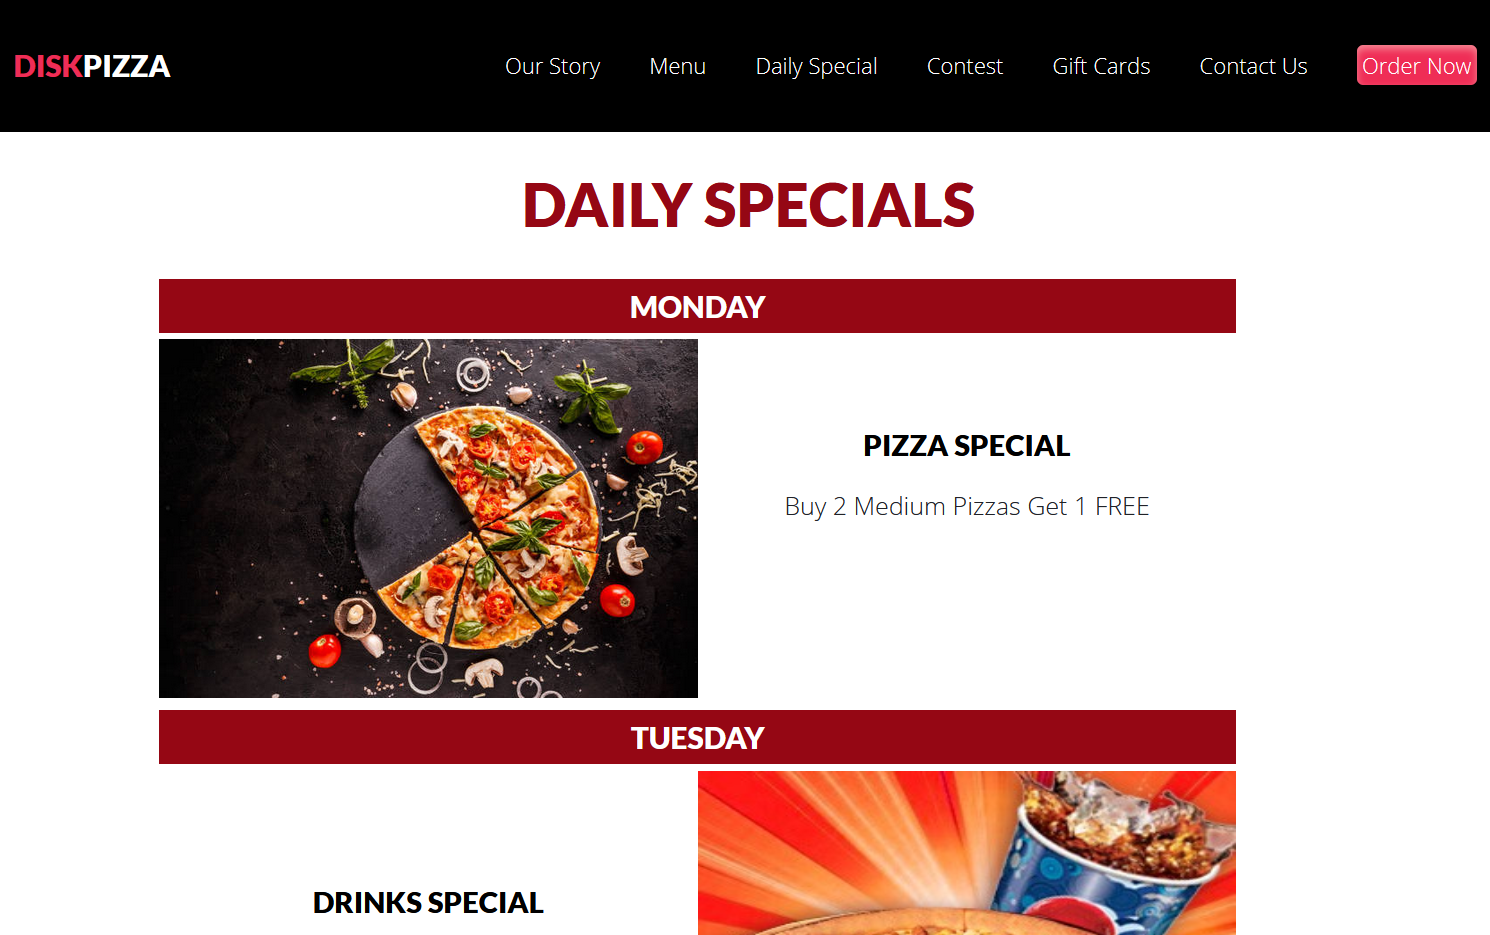 DISKPIZZA Our Story Menu Daily Special Contest Gift Cards Contact Us Order Now
DAILY SPECIALS
MONDAY
PIZZA SPECIAL
Buy 2 Medium Pizzas Get 1 FREE
TUESDAY
DRINKS SPECIAL